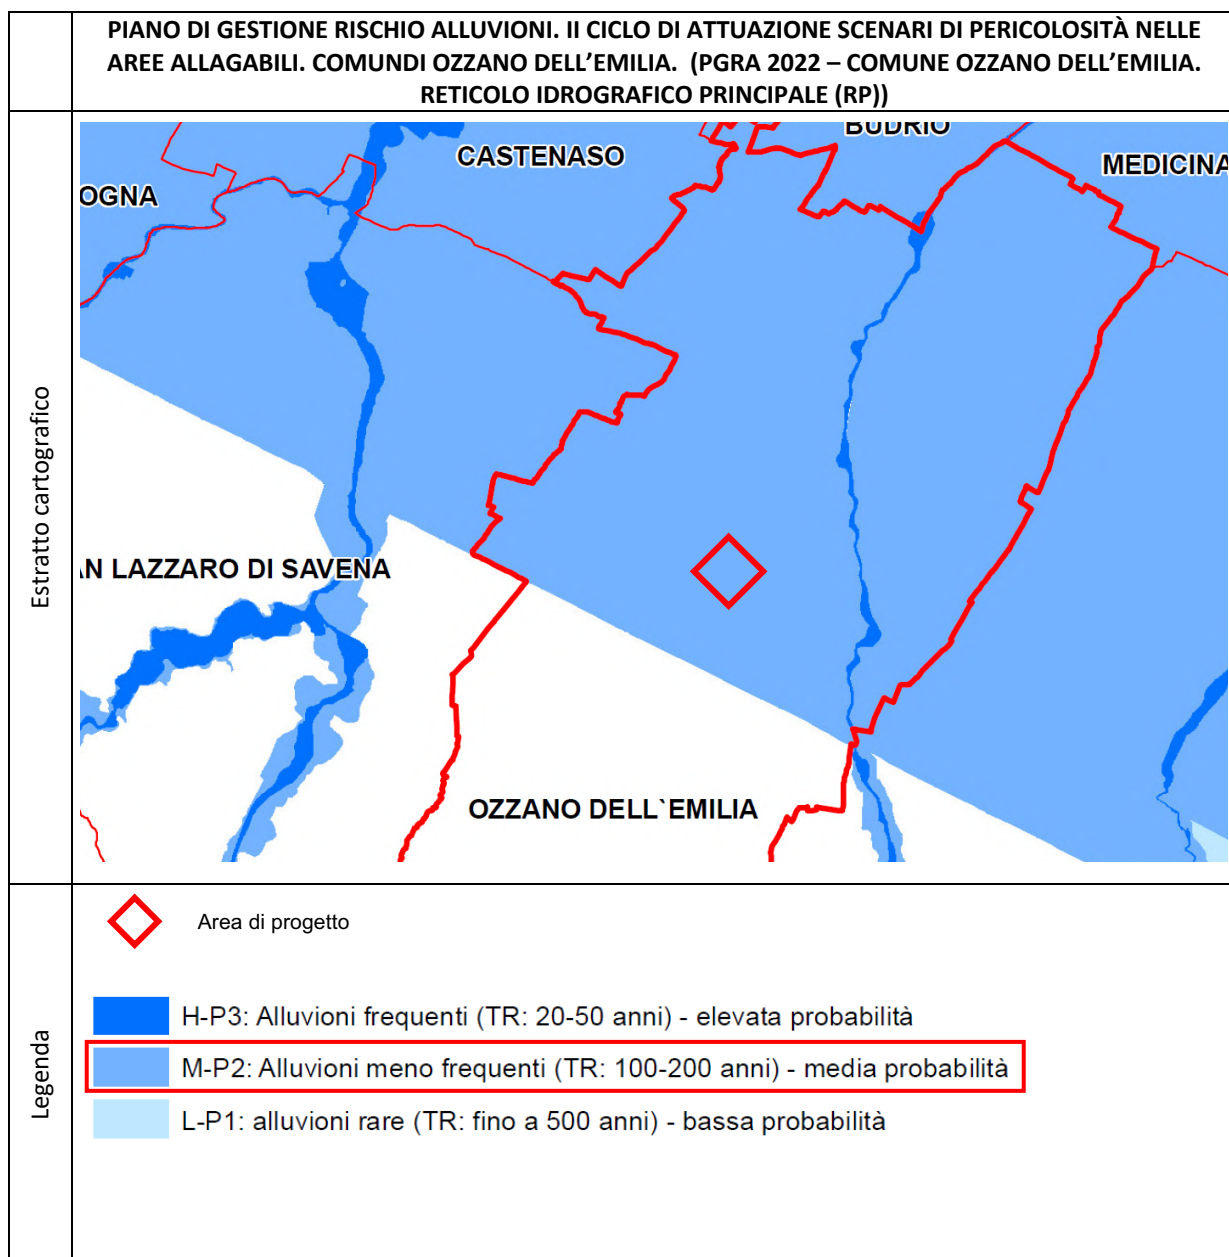 PIANO DI GESTIONE RISCHIO ALLUVIONI. II CICLO DI ATTUAZIONE SCENARI DI PERICOLOSITÀ NELLE
AREE ALLAGABILI. COMUNDI OZZANO DELL’EMILIA. (PGRA 2022 – COMUNE OZZANO DELL’EMILIA.
RETICOLO IDROGRAFICO PRINCIPALE (RP))
Estratto cartografico
BUDRIO
CASTENASO
MEDICINA
OGNA
AN LAZZARO DI SAVENA
OZZANO DELL`EMILIA
Legenda
Area di progetto
H-P3: Alluvioni frequenti (TR: 20-50 anni) - elevata probabilità
M-P2: Alluvioni meno frequenti (TR: 100-200 anni) - media probabilità
L-P1: alluvioni rare (TR: fino a 500 anni) - bassa probabilità